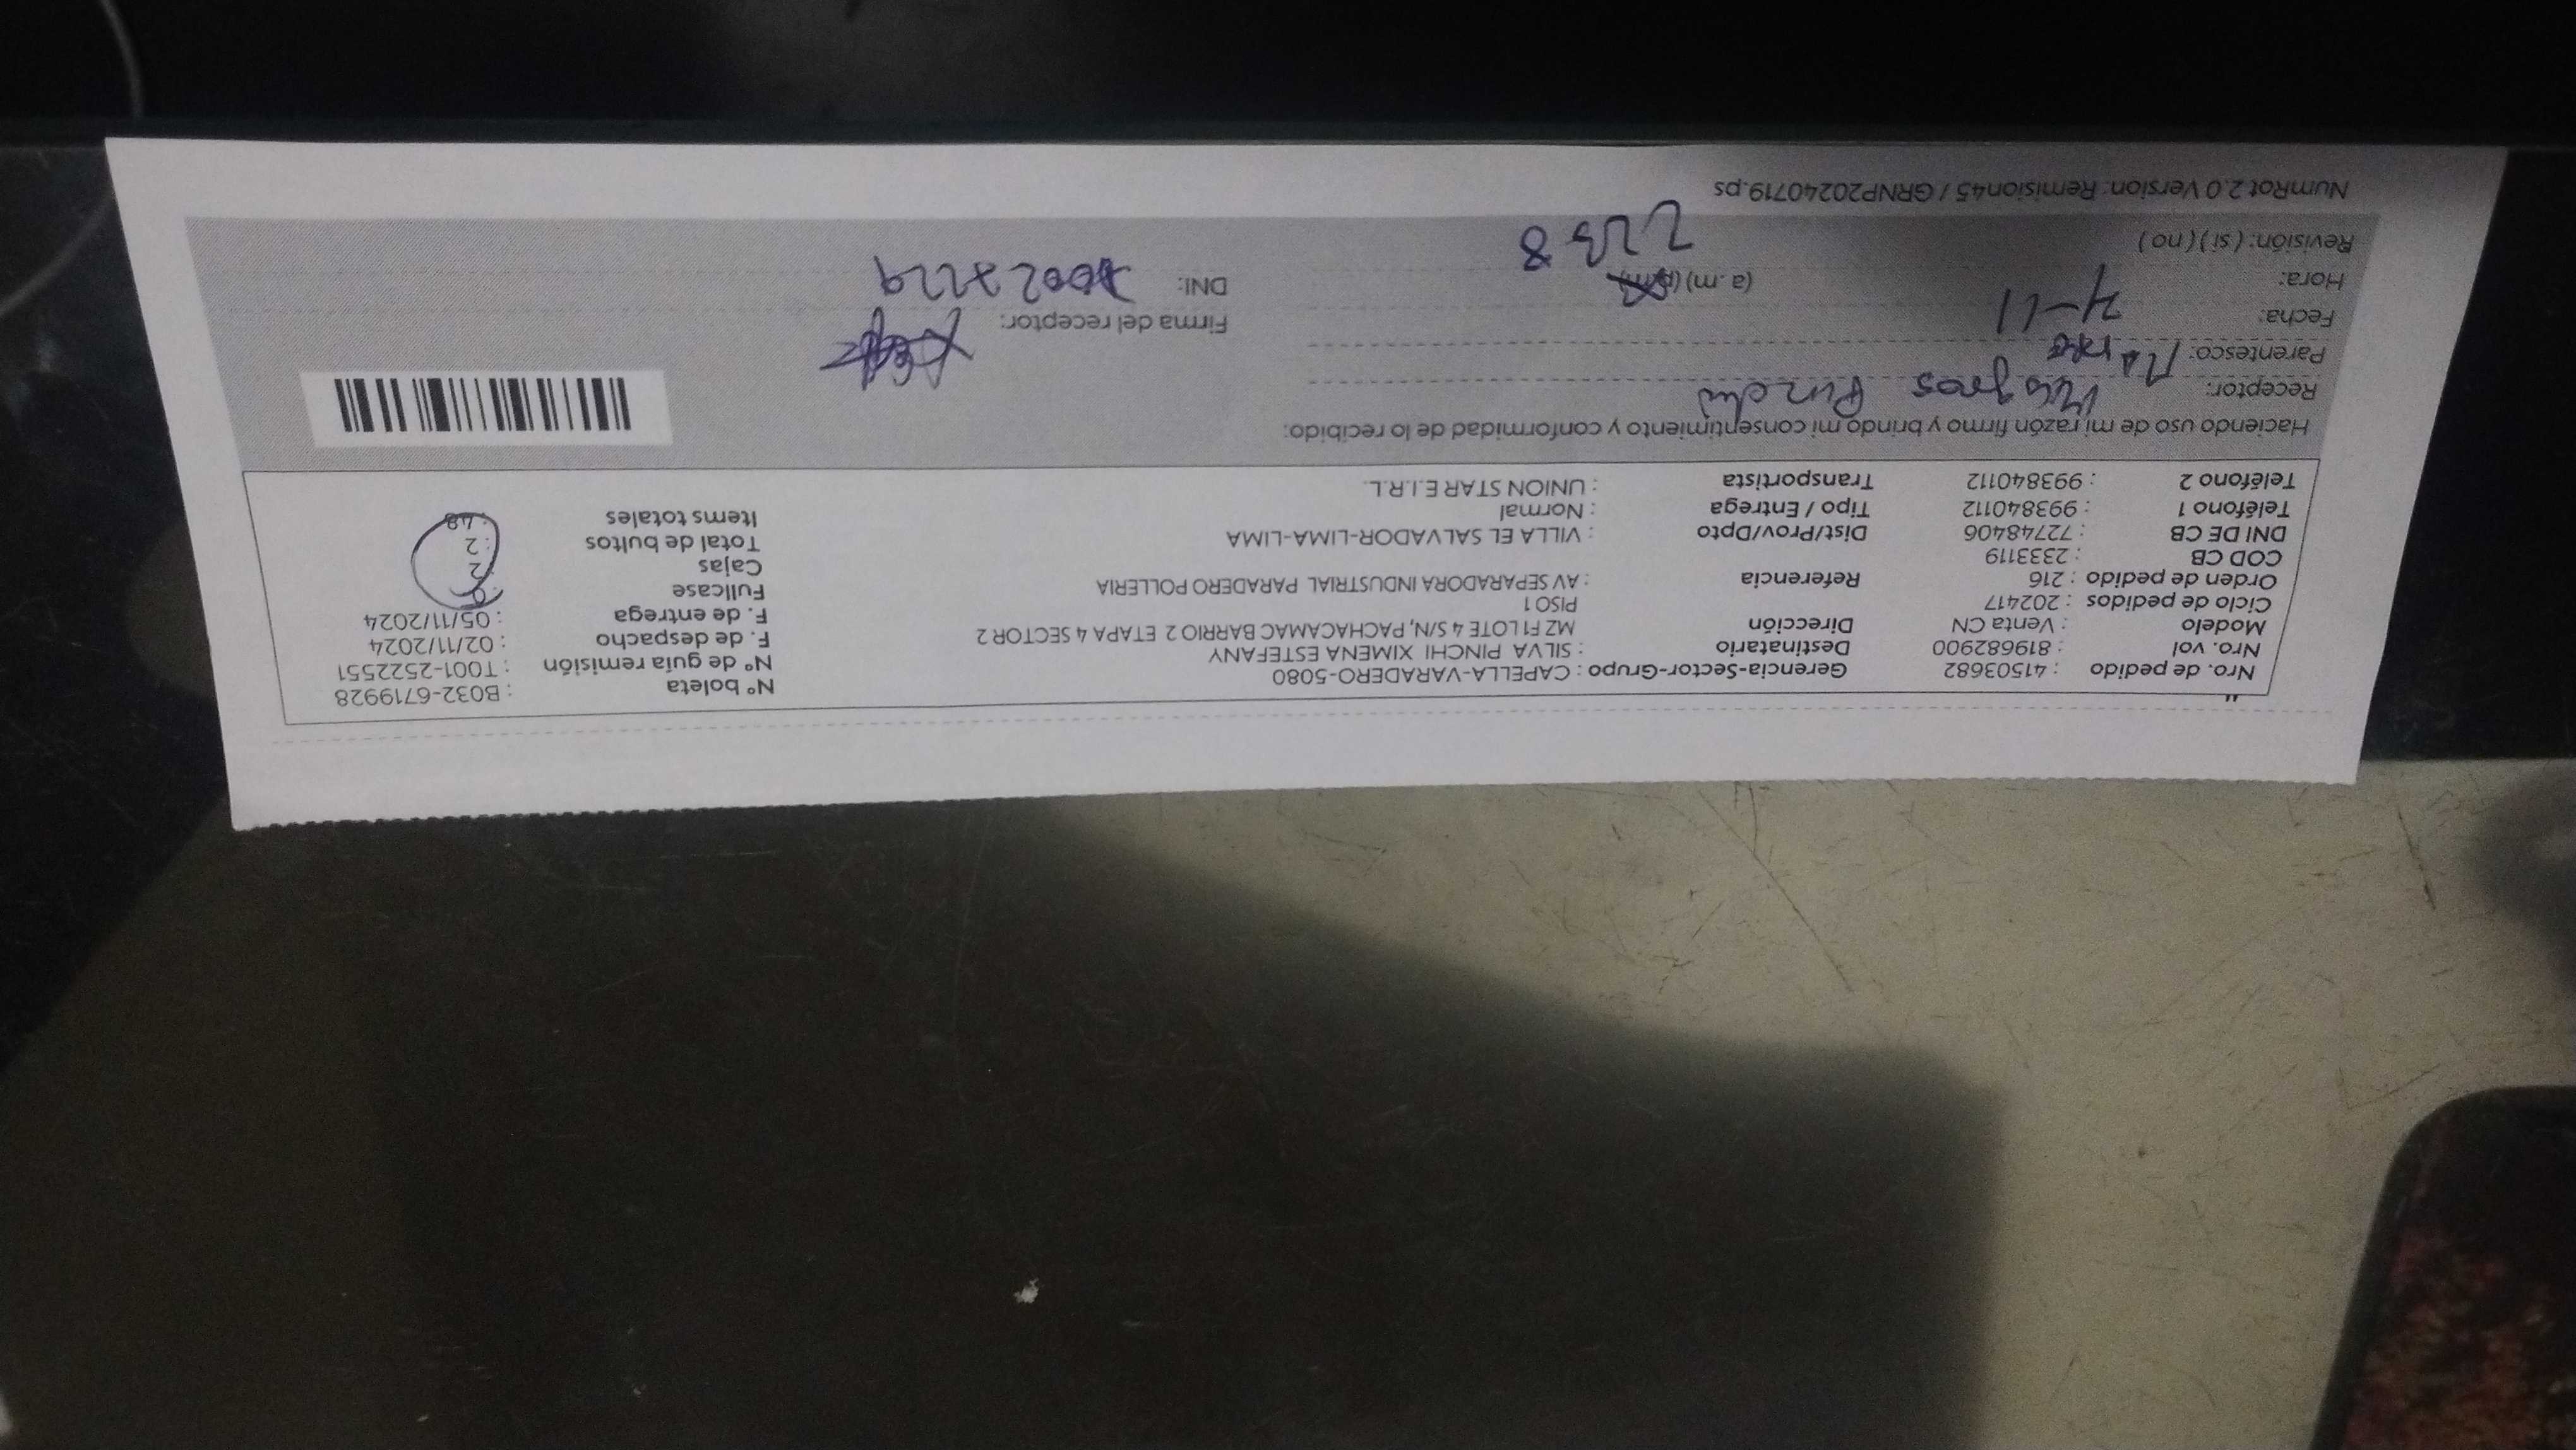 Nro. de pedido : 41503682 Gerencia-Sector-Grupo : CAPELLA-VARADERO-5080 Nº boleta : B032-6719928
Nro. vol : 819682900 Destinatario : SILVA PINCHI XIMENA ESTEFANY Nº de guía remisión : T001-2522551
Modelo : Venta CN Dirección MZ F1 LOTE 4 S/N, PACHACAMAC BARRIO 2 ETAPA 4 SECTOR 2 F. de despacho : 02/11/2024
Ciclo de pedidos : 202417 PISO 1 F. de entrega : 05/11/2024
Orden de pedido : 216 Referencia : AV SEPARADORA INDUSTRIAL PARADERO POLLERIA Fullcase : 0
COD CB : 2333119 Cajas : 2
DNI DE CB : 72748406 Dist/Prov/Dpto : VILLA EL SALVADOR-LIMA-LIMA Total de bultos : 2
Teléfono 1 : 993840112 Tipo / Entrega : Normal Items totales : 48
Teléfono 2 : 993840112 Transportista : UNION STAR E.I.R.L.
Haciendo uso de mi razón firmo y brindo mi consentimiento y conformidad de lo recibido:
Receptor: Milagros Pinchi
Parentesco:
Fecha: 4-11 Firma del receptor:
Hora: (a .m) (p.m) 2238 DNI:
Revisión: ( si ) ( no )
NumRot 2.0 Version: Remision45 / GRNP20240719.ps